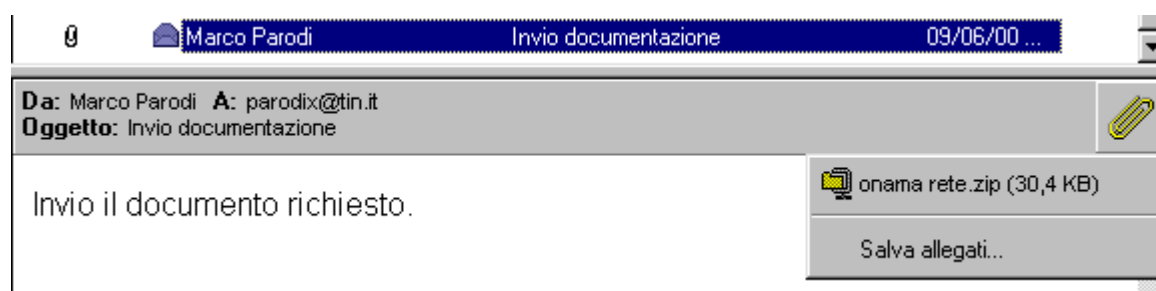 Marco Parodi Invio documentazione 09/06/00 ...
Da: Marco Parodi A: parodix@tin.it
Oggetto: Invio documentazione
onama rete.zip (30,4 KB)
Invio il documento richiesto.
Salva allegati...